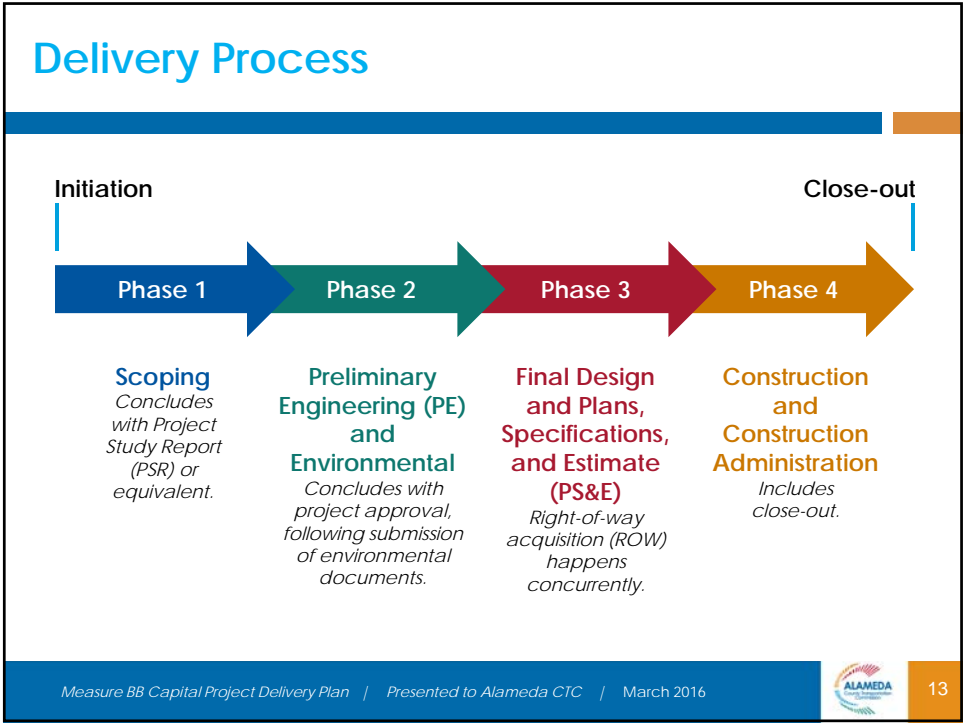 Delivery Process
Initiation
Close-out
Phase 1
Phase 2
Phase 3
Phase 4
Scoping
Concludes
with Project
Study Report
(PSR) or
equivalent.
Preliminary
Engineering (PE)
and
Environmental
Concludes with
project approval,
following submission
of environmental
documents.
Final Design
and Plans,
Specifications,
and Estimate
(PS&E)
Right-of-way
acquisition (ROW)
happens
concurrently.
Construction
and
Construction
Administration
Includes
close-out.
Measure BB Capital Project Delivery Plan | Presented to Alameda CTC | March 2016
ALAMEDA
County Transportation
Commission
13